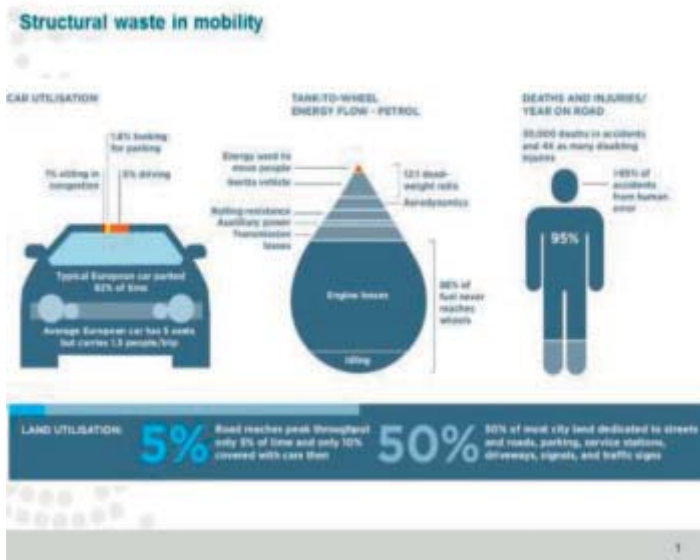 Structural waste in mobility
CAR UTILISATION
1.6% looking
for parking
1% sitting in
congestion
5% driving
Typical European car parked
92% of time
Average European car has 5 seats
but carries 1.5 people/trip
TANK-TO-WHEEL
ENERGY FLOW - PETROL
Energy used to
move people
Inertia vehicle
Rolling resistance
Auxiliary power
Transmission
losses
12:1 dead-
weight ratio
Aerodynamics
Engine losses
Idling
86% of
fuel never
reaches
wheels
DEATHS AND INJURIES/
YEAR ON ROAD
30,000 deaths in accidents
and 4X as many disabling
injuries
95%
>95% of
accidents
from human
error
LAND UTILISATION:
5%
Road reaches peak throughput
only 5% of time and only 10%
covered with cars then
50%
50% of most city land dedicated to streets
and roads, parking, service stations,
driveways, signals, and traffic signs
1